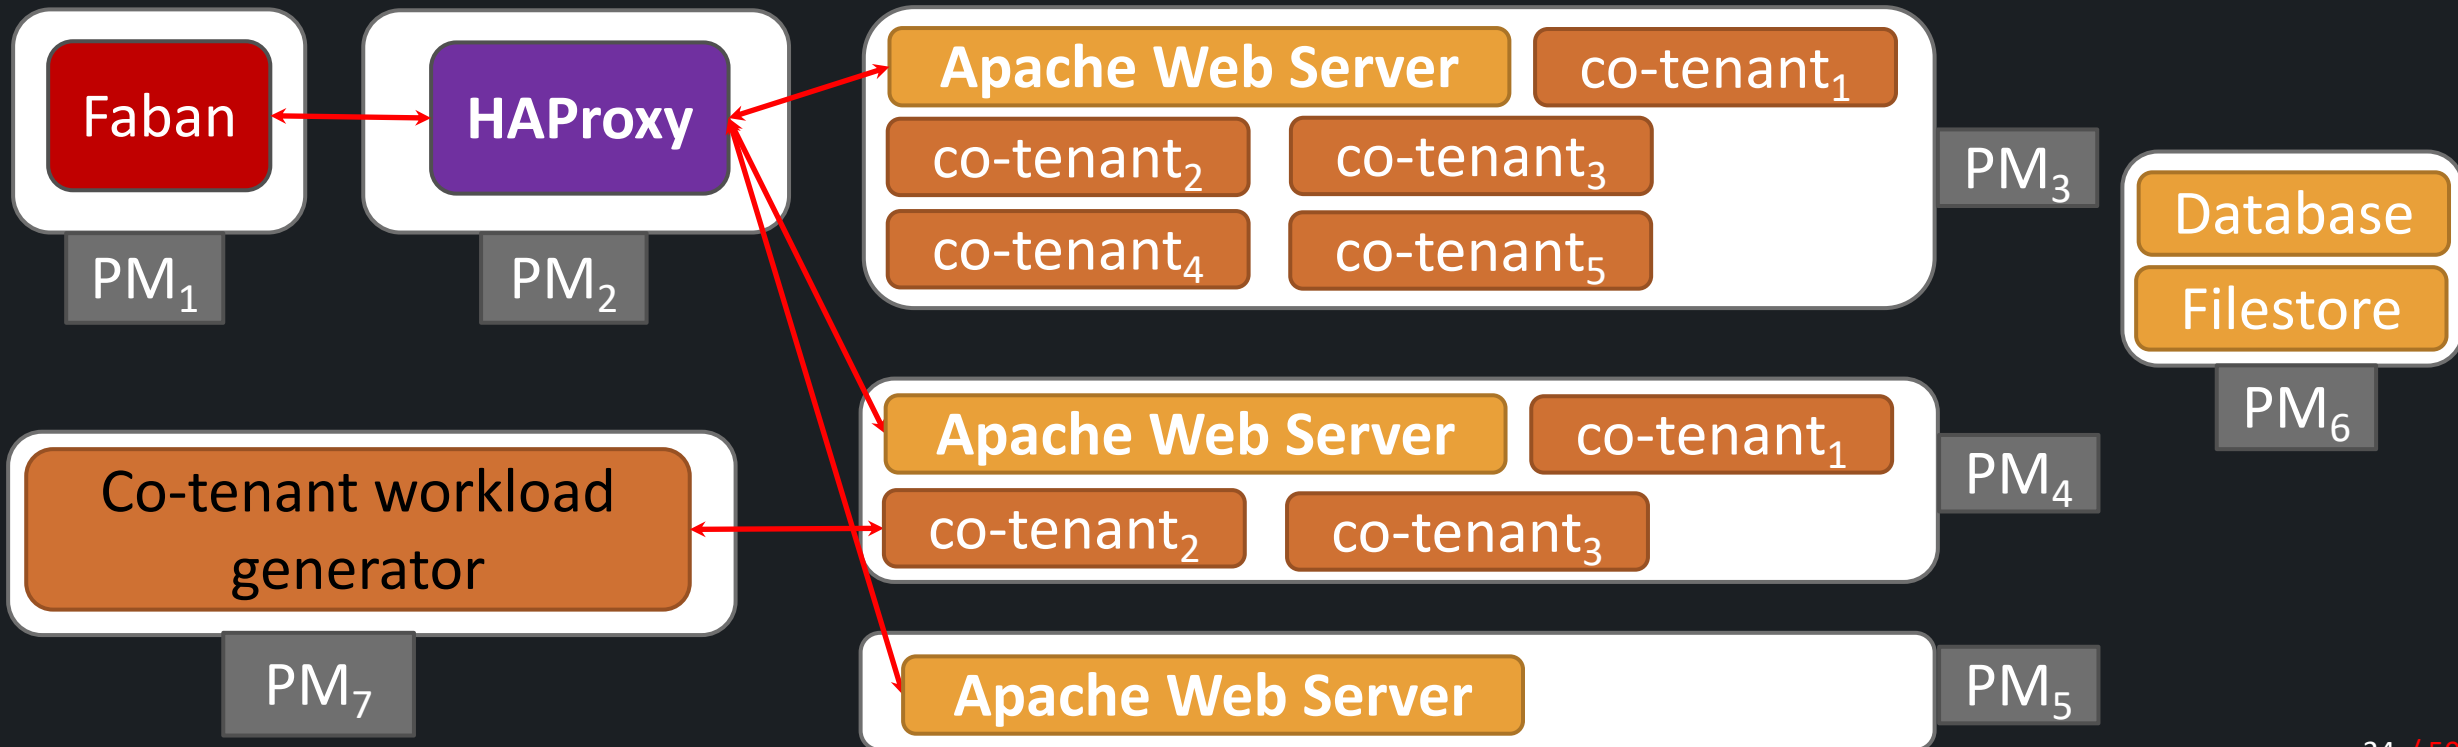 Faban
PM₁
HAProxy
PM₂
Apache Web Server
co-tenant₁
co-tenant₂
co-tenant₃
co-tenant₄
co-tenant₅
PM₃
Database
Filestore
PM₆
Co-tenant workload
generator
PM₇
Apache Web Server
co-tenant₁
co-tenant₂
co-tenant₃
PM₄
Apache Web Server
PM₅